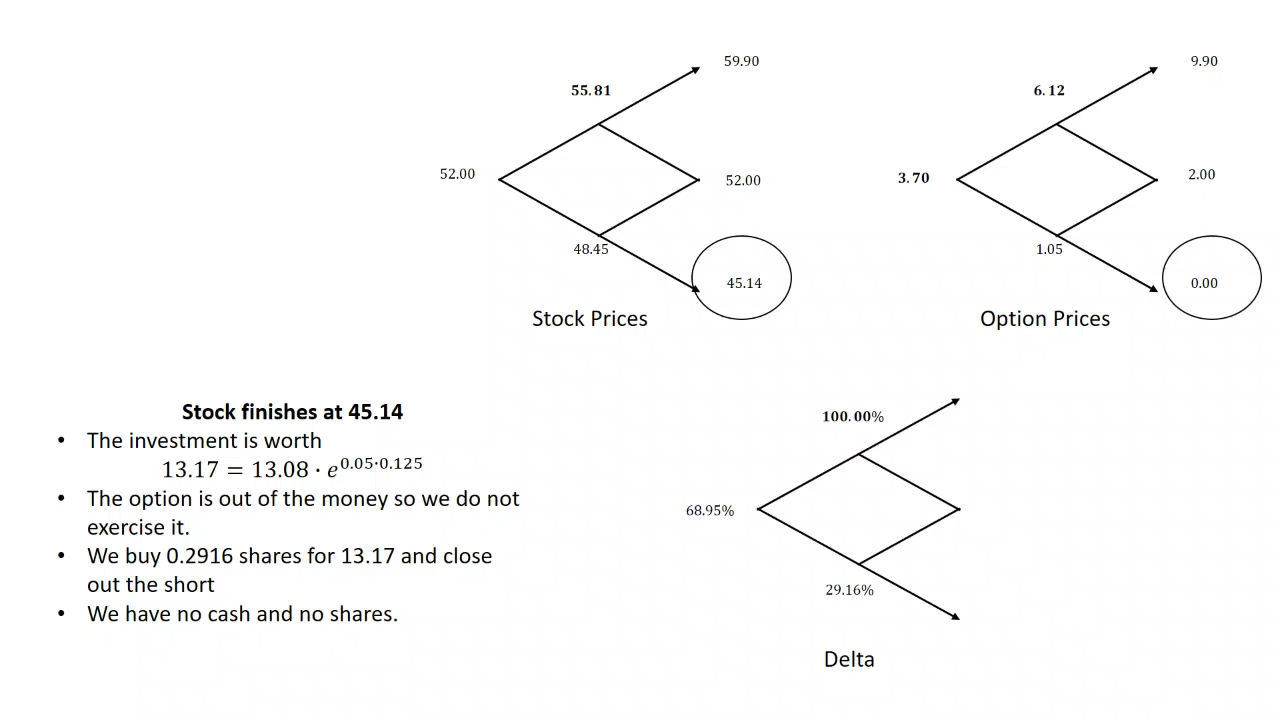 59.90
55.81
52.00
52.00
48.45
45.14
Stock Prices
9.90
6.12
3.70
2.00
1.05
0.00
Option Prices
Stock finishes at 45.14
• The investment is worth
13.17 = 13.08 · e^{0.05·0.125}
• The option is out of the money so we do not
exercise it.
• We buy 0.2916 shares for 13.17 and close
out the short
• We have no cash and no shares.
100.00%
68.95%
29.16%
Delta